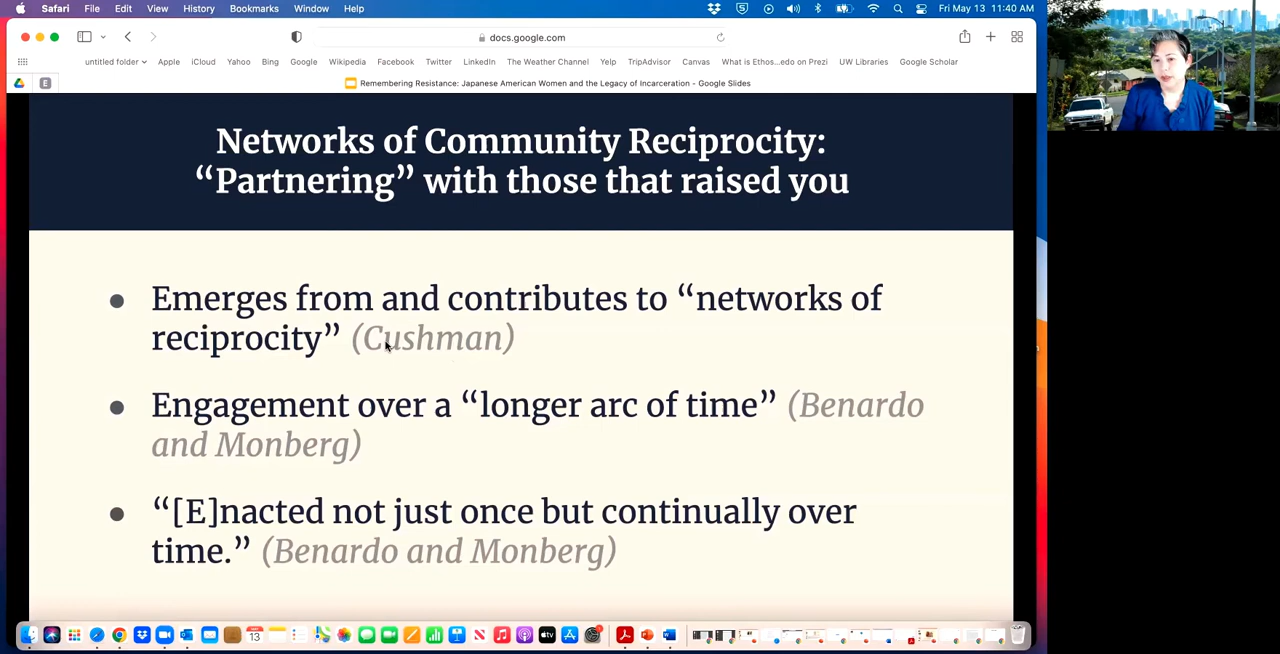 Safari File Edit View History Bookmarks Window Help Fri May 13 11:40 AM
docs.google.com
untitled folder Apple iCloud Yahoo Bing Google Wikipedia Facebook Twitter LinkedIn The Weather Channel Yelp TripAdvisor Canvas What is Ethos...edo on Prezi UW Libraries Google Scholar
E Remembering Resistance: Japanese American Women and the Legacy of Incarceration - Google Slides
Networks of Community Reciprocity:
“Partnering” with those that raised you
● Emerges from and contributes to “networks of
reciprocity” (Cushman)
● Engagement over a “longer arc of time” (Benardo
and Monberg)
● “[E]nacted not just once but continually over
time.” (Benardo and Monberg)